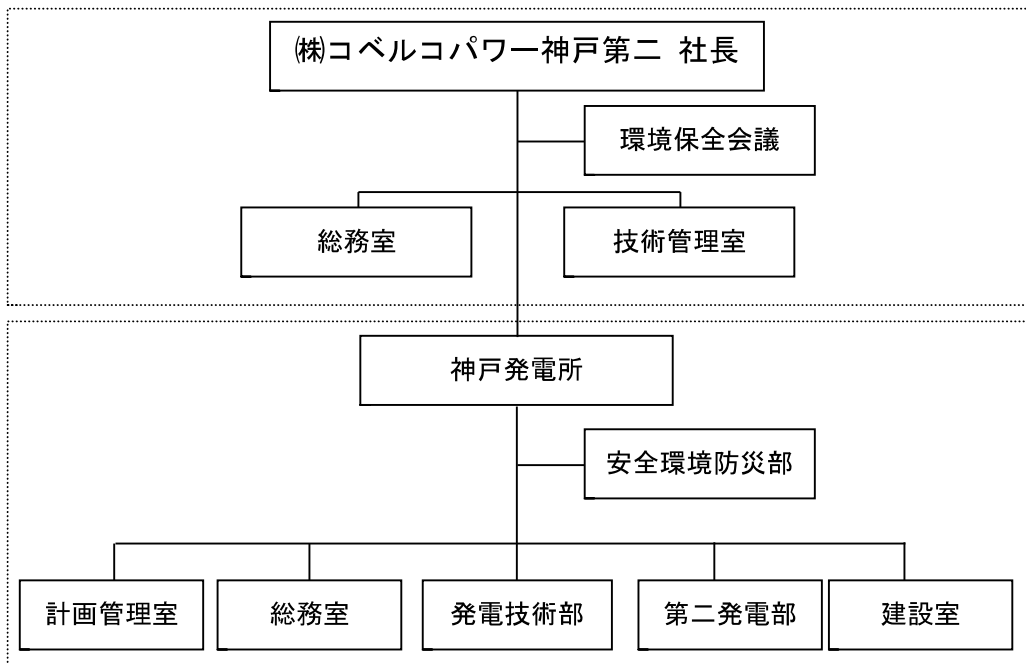 ㈱コベルコパワー神戸第二 社長
環境保全会議
総務室
技術管理室
神戸発電所
安全環境防災部
計画管理室
総務室
発電技術部
第二発電部
建設室